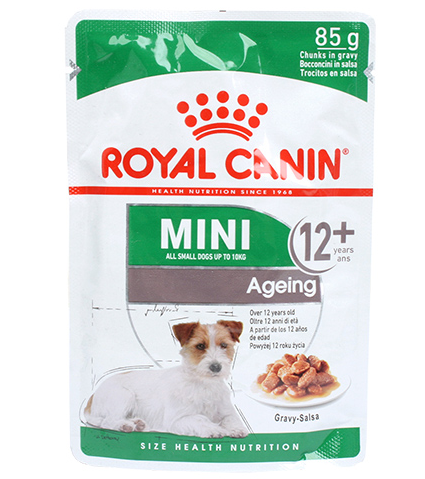 85 g
Chunks in gravy
Bocconcini in salsa
Trocitos en salsa
ROYAL CANIN®
HEALTH NUTRITION SINCE 1968
MINI
ALL SMALL DOGS UP TO 10KG
12+
years
ans
Ageing
Over 12 years old
Oltre 12 anni di età
A partir de los 12 años
de edad
Powyżej 12 roku życia
Gravy-Salsa
SIZE HEALTH NUTRITION